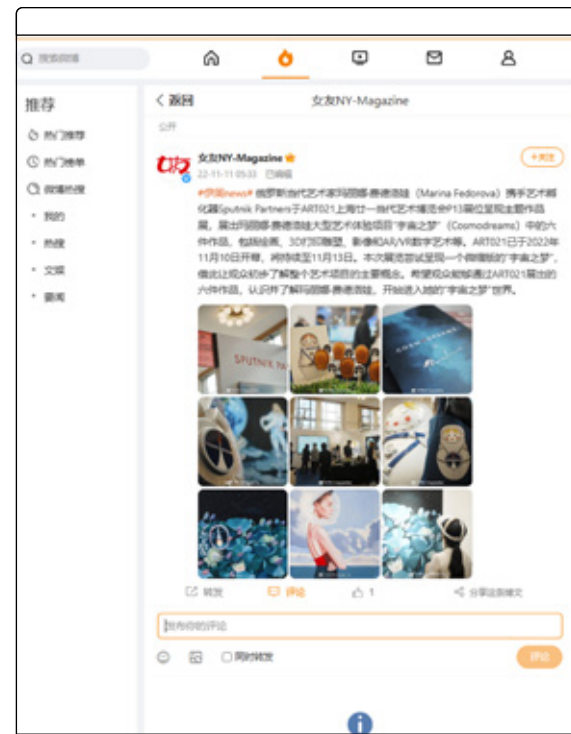 搜索微博
推荐
热门推荐
热门榜单
微博热搜
我的
热搜
文娱
要闻
返回
女友NY-Magazine
公开
女友
女友NY-Magazine
+关注
22-11-11 05:33 已编辑
#伊周news# 俄罗斯当代艺术家玛丽娜·费德洛娃（Marina Fedorova）携手艺术孵
化器Sputnik Partners于ART021上海廿一当代艺术博览会P13展位呈现主题作品
展，展出玛丽娜·费德洛娃大型艺术体验项目“宇宙之梦”（Cosmodreams）中的六
件作品，包括绘画、3D打印雕塑、影像和AR/VR数字艺术等。ART021已于2022年
11月10日开幕，将持续至11月13日。本次展览尝试呈现一个微缩版的“宇宙之梦”，
借此让观众初步了解整个艺术项目的主要概念。希望观众能够通过ART021展出的
六件作品，认识并了解玛丽娜·费德洛娃，开始进入她的“宇宙之梦”世界。
SPUTNIK PA
转发
评论
1
分享这条博文
发布你的评论
同时转发
评论